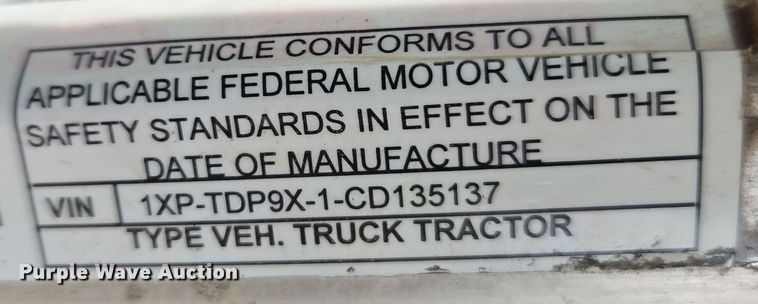 THIS VEHICLE CONFORMS TO ALL
APPLICABLE FEDERAL MOTOR VEHICLE
SAFETY STANDARDS IN EFFECT ON THE
DATE OF MANUFACTURE
VIN 1XP-TDP9X-1-CD135137
TYPE VEH. TRUCK TRACTOR
Purple Wave Auction